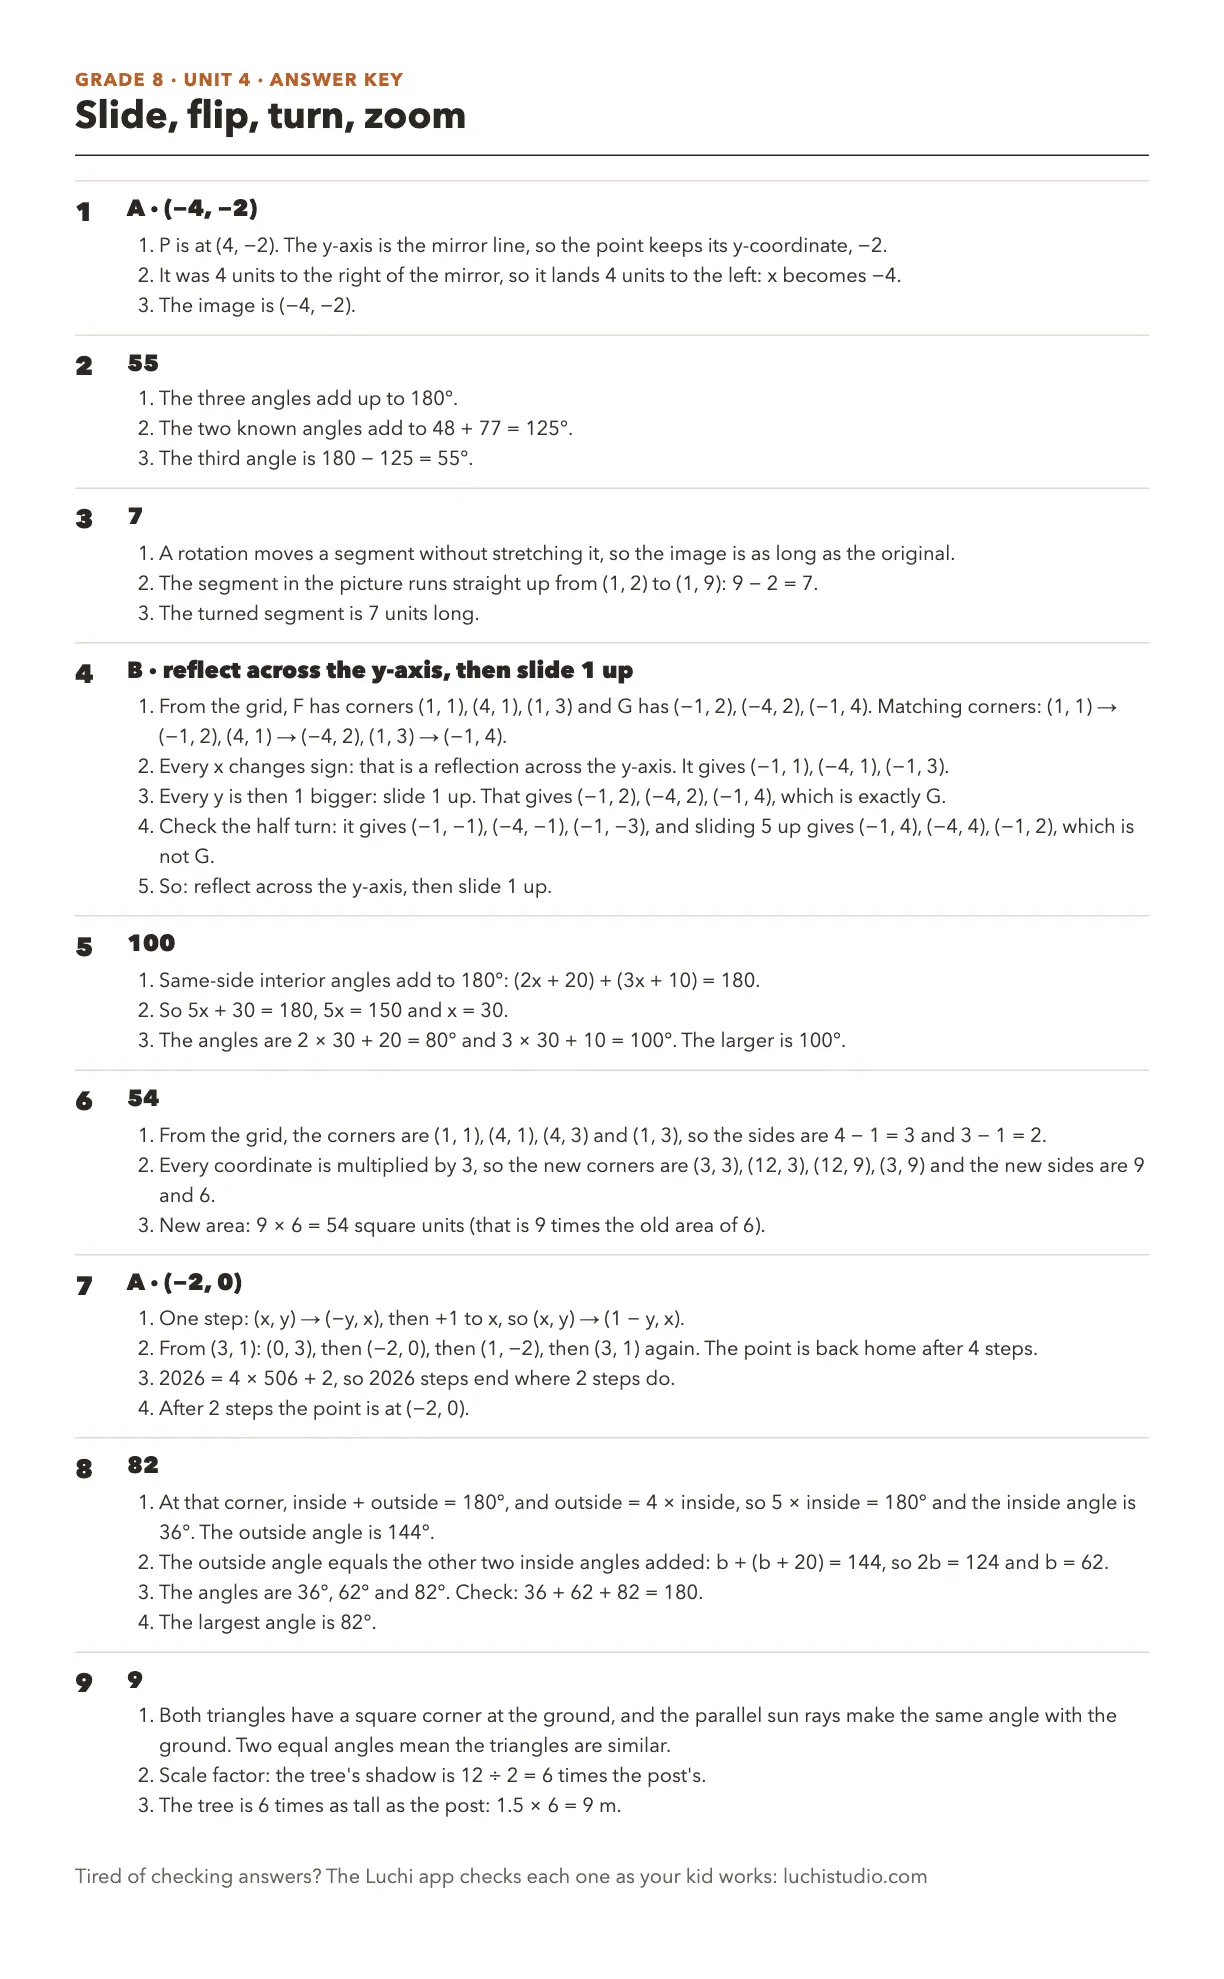 GRADE 8 · UNIT 4 · ANSWER KEY
Slide, flip, turn, zoom
1 A · (−4, −2)
1. P is at (4, −2). The y-axis is the mirror line, so the point keeps its y-coordinate, −2.
2. It was 4 units to the right of the mirror, so it lands 4 units to the left: x becomes −4.
3. The image is (−4, −2).
2 55
1. The three angles add up to 180°.
2. The two known angles add to 48 + 77 = 125°.
3. The third angle is 180 − 125 = 55°.
3 7
1. A rotation moves a segment without stretching it, so the image is as long as the original.
2. The segment in the picture runs straight up from (1, 2) to (1, 9): 9 − 2 = 7.
3. The turned segment is 7 units long.
4 B · reflect across the y-axis, then slide 1 up
1. From the grid, F has corners (1, 1), (4, 1), (1, 3) and G has (−1, 2), (−4, 2), (−1, 4). Matching corners: (1, 1) →
(−1, 2), (4, 1) → (−4, 2), (1, 3) → (−1, 4).
2. Every x changes sign: that is a reflection across the y-axis. It gives (−1, 1), (−4, 1), (−1, 3).
3. Every y is then 1 bigger: slide 1 up. That gives (−1, 2), (−4, 2), (−1, 4), which is exactly G.
4. Check the half turn: it gives (−1, −1), (−4, −1), (−1, −3), and sliding 5 up gives (−1, 4), (−4, 4), (−1, 2), which is
not G.
5. So: reflect across the y-axis, then slide 1 up.
5 100
1. Same-side interior angles add to 180°: (2x + 20) + (3x + 10) = 180.
2. So 5x + 30 = 180, 5x = 150 and x = 30.
3. The angles are 2 × 30 + 20 = 80° and 3 × 30 + 10 = 100°. The larger is 100°.
6 54
1. From the grid, the corners are (1, 1), (4, 1), (4, 3) and (1, 3), so the sides are 4 − 1 = 3 and 3 − 1 = 2.
2. Every coordinate is multiplied by 3, so the new corners are (3, 3), (12, 3), (12, 9), (3, 9) and the new sides are 9
and 6.
3. New area: 9 × 6 = 54 square units (that is 9 times the old area of 6).
7 A · (−2, 0)
1. One step: (x, y) → (−y, x), then +1 to x, so (x, y) → (1 − y, x).
2. From (3, 1): (0, 3), then (−2, 0), then (1, −2), then (3, 1) again. The point is back home after 4 steps.
3. 2026 = 4 × 506 + 2, so 2026 steps end where 2 steps do.
4. After 2 steps the point is at (−2, 0).
8 82
1. At that corner, inside + outside = 180°, and outside = 4 × inside, so 5 × inside = 180° and the inside angle is
36°. The outside angle is 144°.
2. The outside angle equals the other two inside angles added: b + (b + 20) = 144, so 2b = 124 and b = 62.
3. The angles are 36°, 62° and 82°. Check: 36 + 62 + 82 = 180.
4. The largest angle is 82°.
9 9
1. Both triangles have a square corner at the ground, and the parallel sun rays make the same angle with the
ground. Two equal angles mean the triangles are similar.
2. Scale factor: the tree's shadow is 12 ÷ 2 = 6 times the post's.
3. The tree is 6 times as tall as the post: 1.5 × 6 = 9 m.
Tired of checking answers? The Luchi app checks each one as your kid works: luchistudio.com